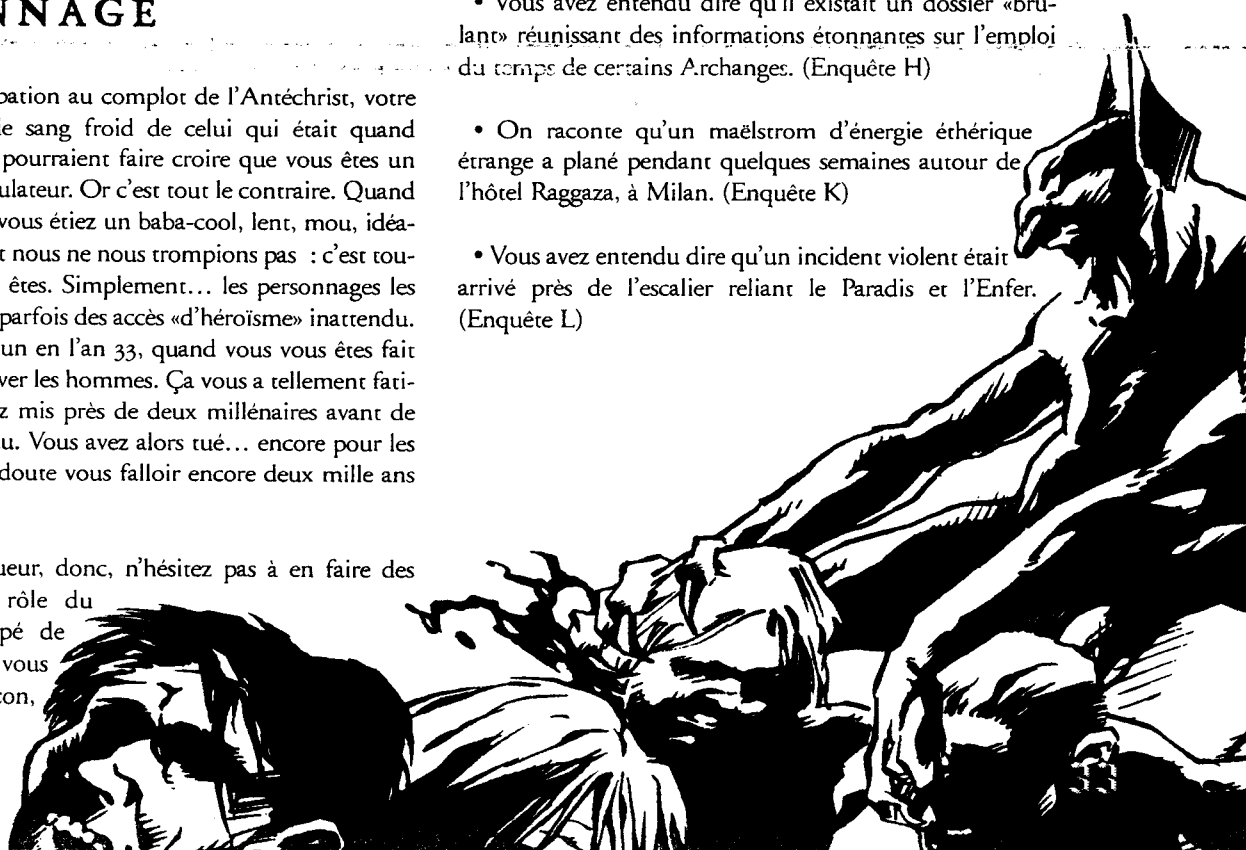 NNAGE
pation au complot de l'Antéchrist, votre
e sang froid de celui qui était quand
pourraient faire croire que vous êtes un
ulateur. Or c'est tout le contraire. Quand
vous étiez un baba-cool, lent, mou, idéa-
t nous ne nous trompions pas : c'est tou-
êtes. Simplement... les personnages les
parfois des accès «d'héroïsme» inattendu.
un en l'an 33, quand vous vous êtes fait
ver les hommes. Ça vous a tellement fati-
z mis près de deux millénaires avant de
u. Vous avez alors tué... encore pour les
doute vous falloir encore deux mille ans
ueur, donc, n'hésitez pas à en faire des
rôle du
pé de
vous
con,
• Vous avez entendu dire qu'il existait un dossier «brû-
lant» réunissant des informations étonnantes sur l'emploi
du temps de certains Archanges. (Enquête H)
• On raconte qu'un maëlstrom d'énergie éthérique
étrange a plané pendant quelques semaines autour de
l'hôtel Raggaza, à Milan. (Enquête K)
• Vous avez entendu dire qu'un incident violent était
arrivé près de l'escalier reliant le Paradis et l'Enfer.
(Enquête L)
33